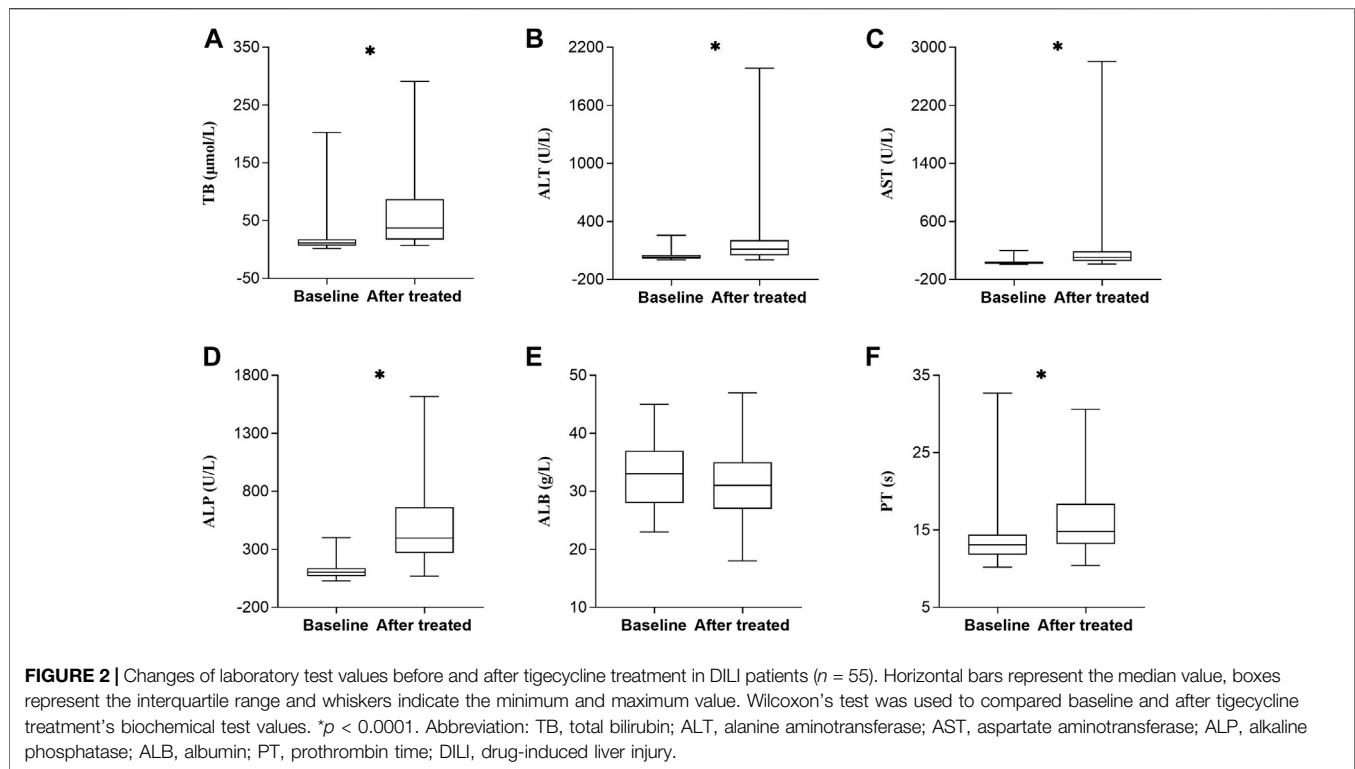 A
*
350
250
150
50
-50
TB (μmol/L)
Baseline After treated
B
*
2200
1600
1000
400
-200
ALT (U/L)
Baseline After treated
C
*
3000
2200
1400
600
-200
AST (U/L)
Baseline After treated
D
*
1800
1300
800
300
-200
ALP (U/L)
Baseline After treated
E
50
40
30
20
10
ALB (g/L)
Baseline After treated
F
*
35
25
15
5
PT (s)
Baseline After treated
FIGURE 2 | Changes of laboratory test values before and after tigecycline treatment in DILI patients (n = 55). Horizontal bars represent the median value, boxes
represent the interquartile range and whiskers indicate the minimum and maximum value. Wilcoxon's test was used to compared baseline and after tigecycline
treatment's biochemical test values. *p < 0.0001. Abbreviation: TB, total bilirubin; ALT, alanine aminotransferase; AST, aspartate aminotransferase; ALP, alkaline
phosphatase; ALB, albumin; PT, prothrombin time; DILI, drug-induced liver injury.